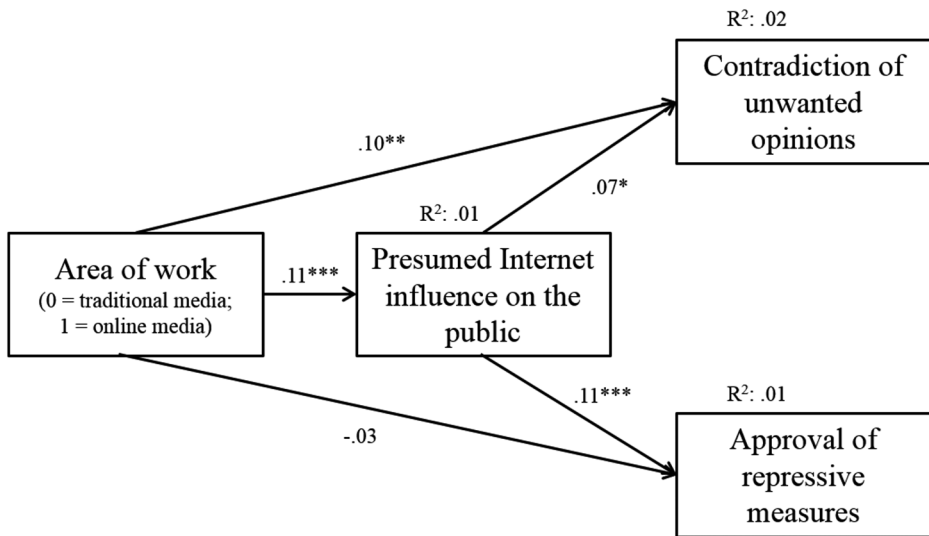 R²: .02
Contradiction of
unwanted
opinions
.10**
.07*
R²: .01
Area of work
(0 = traditional media;
1 = online media)
.11***
Presumed Internet
influence on the
public
.11***
-.03
R²: .01
Approval of
repressive
measures